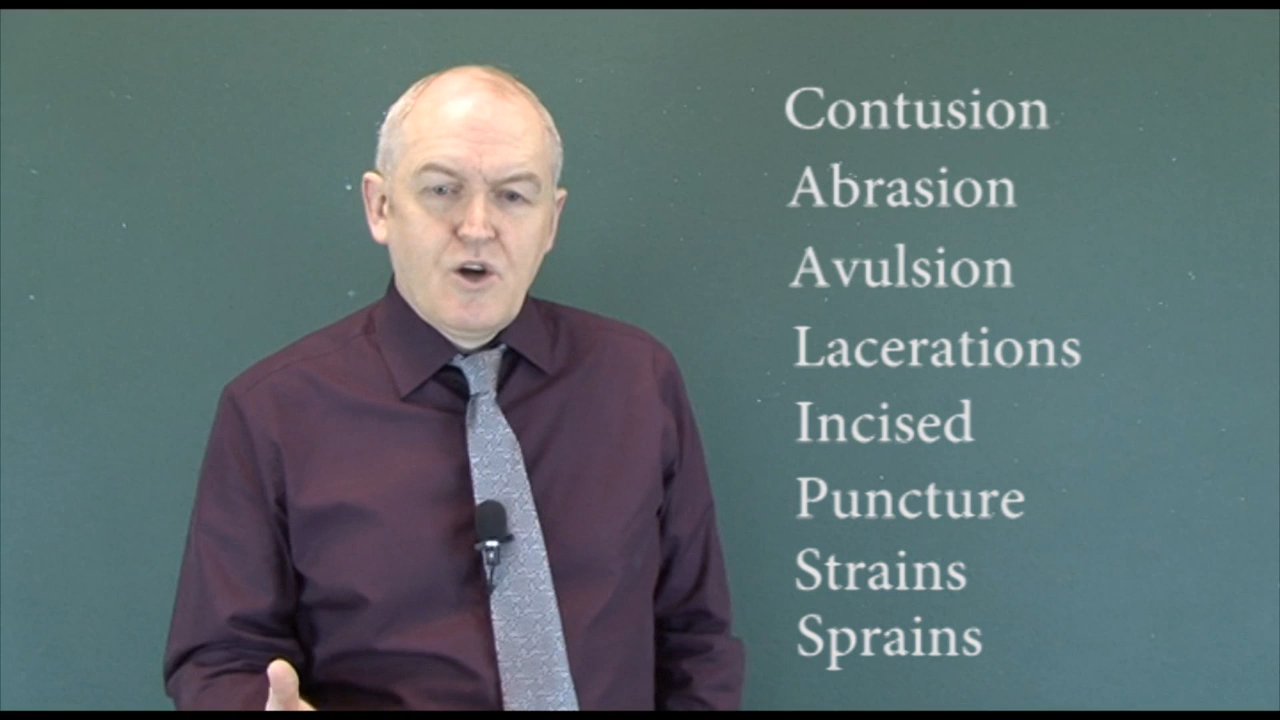 Contusion
Abrasion
Avulsion
Lacerations
Incised
Puncture
Strains
Sprains